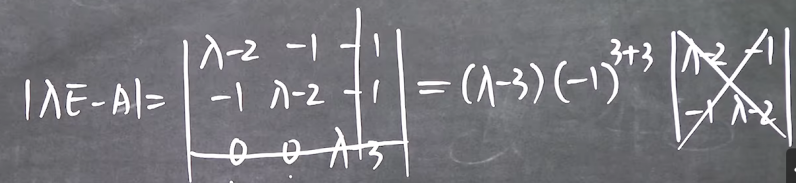 |λE-A|= | λ-2 -1 -1 | = (λ-3)(-1)³⁺³ | λ-2 -1 |
| -1 λ-2 -1 | | -1 λ-2 |
| 0 0 λ-3 |